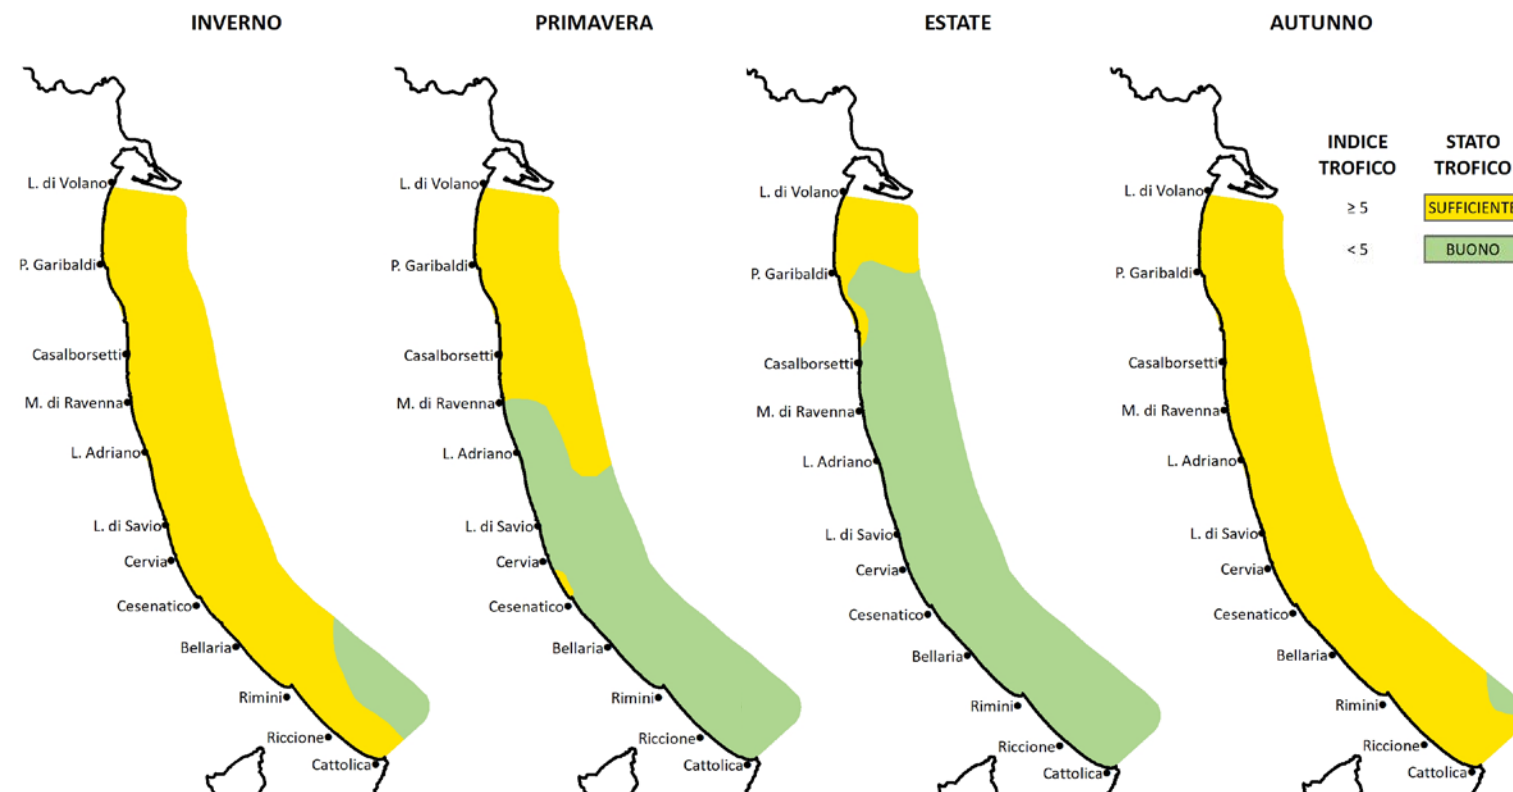 INVERNO
PRIMAVERA
ESTATE
AUTUNNO
L. di Volano
P. Garibaldi
Casalborsetti
M. di Ravenna
L. Adriano
L. di Savio
Cervia
Cesenatico
Bellaria
Rimini
Riccione
Cattolica
L. di Volano
P. Garibaldi
Casalborsetti
M. di Ravenna
L. Adriano
L. di Savio
Cervia
Cesenatico
Bellaria
Rimini
Riccione
Cattolica
L. di Volano
P. Garibaldi
Casalborsetti
M. di Ravenna
L. Adriano
L. di Savio
Cervia
Cesenatico
Bellaria
Rimini
Riccione
Cattolica
L. di Volano
P. Garibaldi
Casalborsetti
M. di Ravenna
L. Adriano
L. di Savio
Cervia
Cesenatico
Bellaria
Rimini
Riccione
Cattolica
INDICE STATO
TROFICO TROFICO
≥ 5 SUFFICIENTE
< 5 BUONO